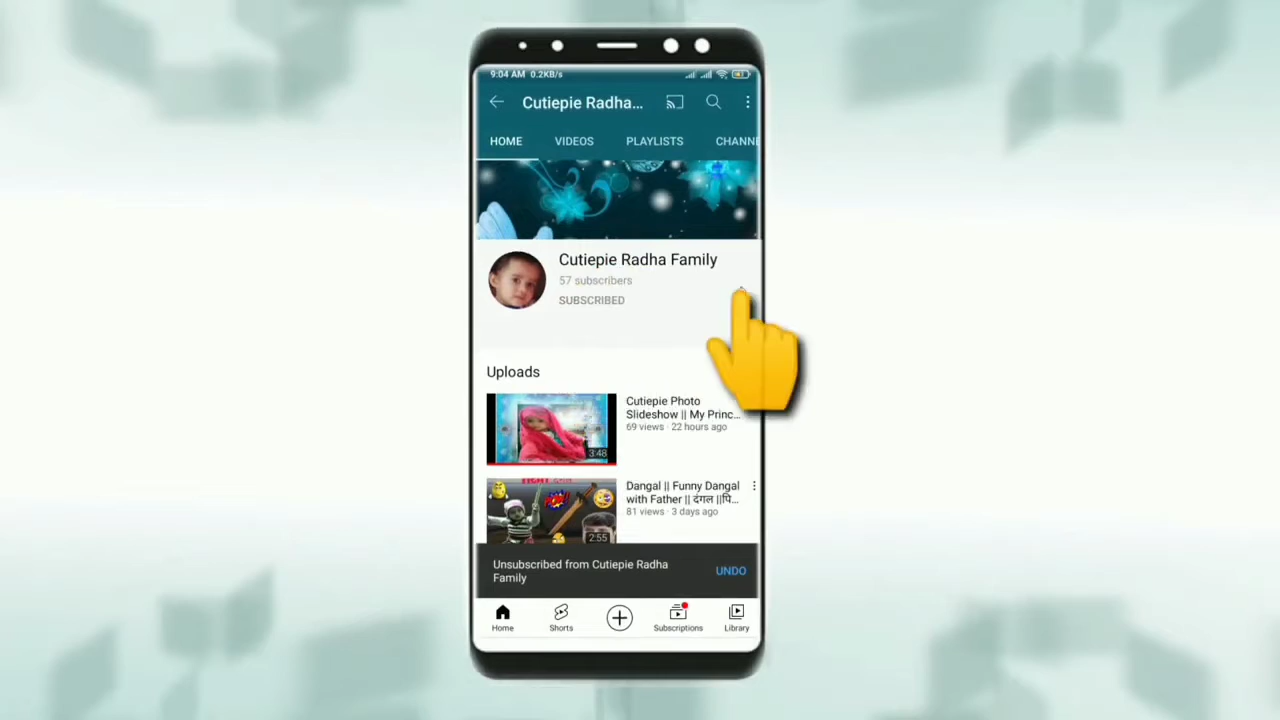 9:04 AM 0.2KB/s
Cutiepie Radha...
HOME VIDEOS PLAYLISTS CHANN
Cutiepie Radha Family
57 subscribers
SUBSCRIBED
Uploads
Cutiepie Photo
Slideshow || My Princ...
69 views · 22 hours ago
3:48
Dangal || Funny Dangal
with Father || दंगल ||पि...
81 views · 3 days ago
POW!
2:55
Unsubscribed from Cutiepie Radha
Family
UNDO
Home Shorts Subscriptions Library